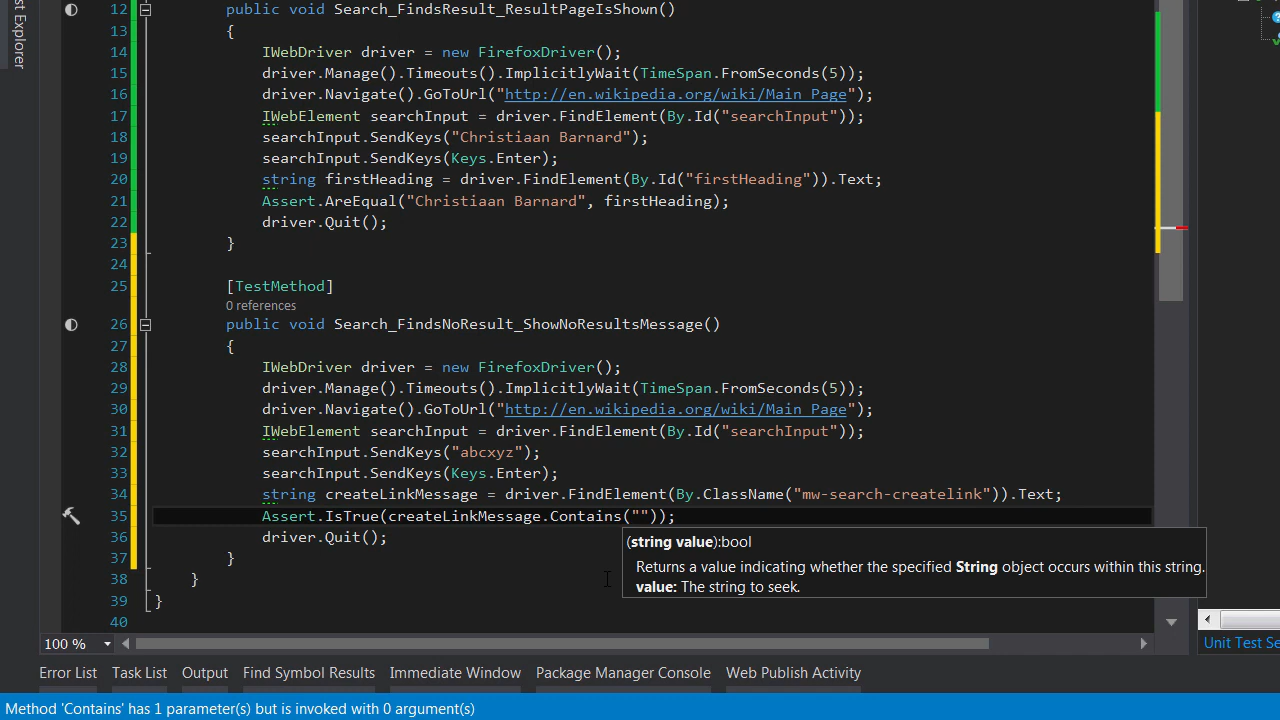 st Explorer
12 public void Search_FindsResult_ResultPageIsShown()
13 {
14 IWebDriver driver = new FirefoxDriver();
15 driver.Manage().Timeouts().ImplicitlyWait(TimeSpan.FromSeconds(5));
16 driver.Navigate().GoToUrl("http://en.wikipedia.org/wiki/Main_Page");
17 IWebElement searchInput = driver.FindElement(By.Id("searchInput"));
18 searchInput.SendKeys("Christiaan Barnard");
19 searchInput.SendKeys(Keys.Enter);
20 string firstHeading = driver.FindElement(By.Id("firstHeading")).Text;
21 Assert.AreEqual("Christiaan Barnard", firstHeading);
22 driver.Quit();
23 }
24
25 [TestMethod]
0 references
26 public void Search_FindsNoResult_ShowNoResultsMessage()
27 {
28 IWebDriver driver = new FirefoxDriver();
29 driver.Manage().Timeouts().ImplicitlyWait(TimeSpan.FromSeconds(5));
30 driver.Navigate().GoToUrl("http://en.wikipedia.org/wiki/Main_Page");
31 IWebElement searchInput = driver.FindElement(By.Id("searchInput"));
32 searchInput.SendKeys("abcxyz");
33 searchInput.SendKeys(Keys.Enter);
34 string createLinkMessage = driver.FindElement(By.ClassName("mw-search-createlink")).Text;
35 Assert.IsTrue(createLinkMessage.Contains(""));
36 driver.Quit();
(string value):bool
Returns a value indicating whether the specified String object occurs within this string.
value: The string to seek.
37 }
38 }
39 }
40
100 %
Unit Test Se
Error List Task List Output Find Symbol Results Immediate Window Package Manager Console Web Publish Activity
Method 'Contains' has 1 parameter(s) but is invoked with 0 argument(s)